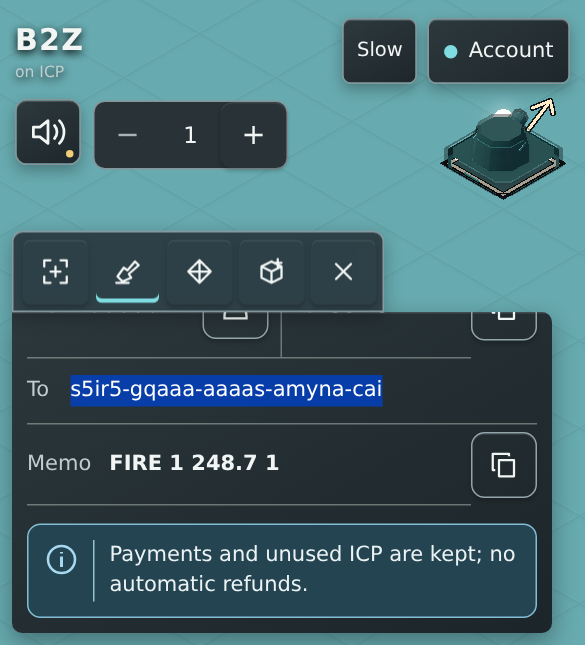 B2Z
on ICP
Slow
Account
1
To s5ir5-gqaaa-aaaas-amyna-cai
Memo FIRE 1 248.7 1
Payments and unused ICP are kept; no
automatic refunds.